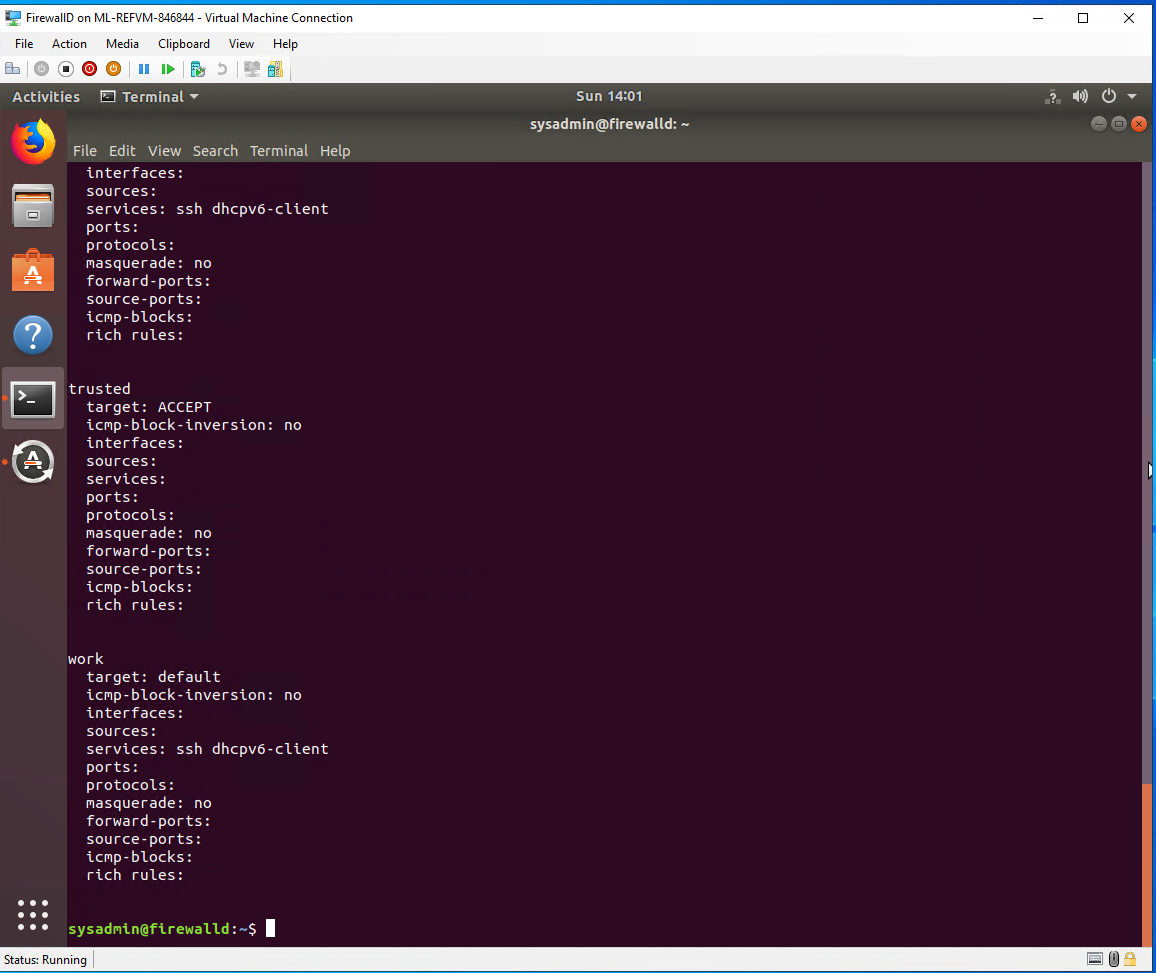 FirewallD on ML-REFVM-846844 - Virtual Machine Connection
File Action Media Clipboard View Help
Activities Terminal Sun 14:01
sysadmin@firewalld: ~
File Edit View Search Terminal Help
interfaces:
sources:
services: ssh dhcpv6-client
ports:
protocols:
masquerade: no
forward-ports:
source-ports:
icmp-blocks:
rich rules:
trusted
target: ACCEPT
icmp-block-inversion: no
interfaces:
sources:
services:
ports:
protocols:
masquerade: no
forward-ports:
source-ports:
icmp-blocks:
rich rules:
work
target: default
icmp-block-inversion: no
interfaces:
sources:
services: ssh dhcpv6-client
ports:
protocols:
masquerade: no
forward-ports:
source-ports:
icmp-blocks:
rich rules:
sysadmin@firewalld:~$
Status: Running